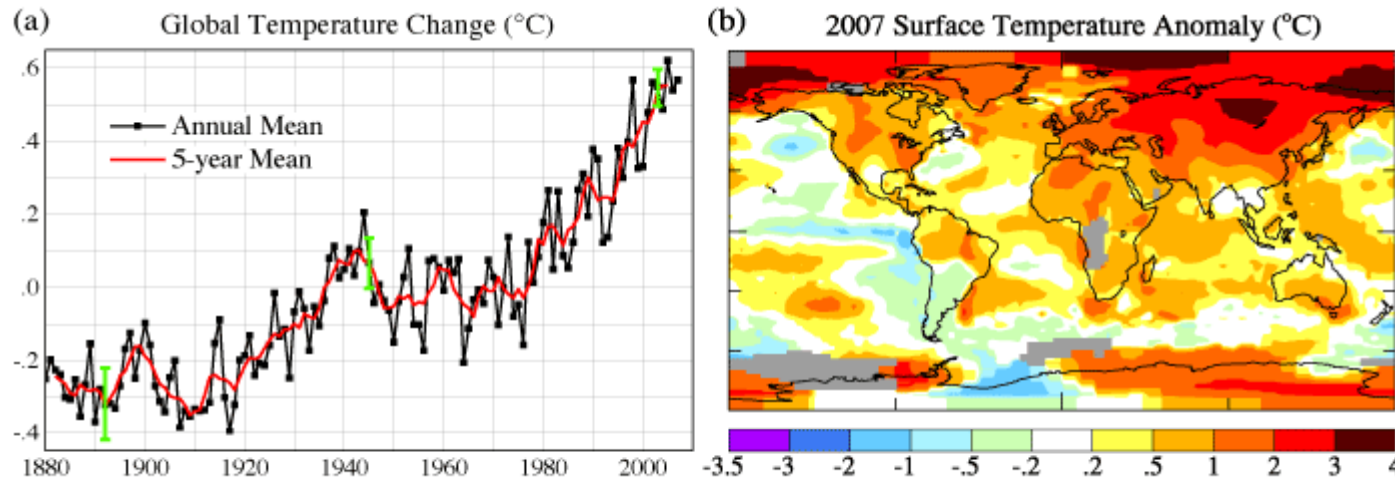 (a) Global Temperature Change (°C)
.6
.4
.2
.0
-.2
-.4
Annual Mean
5-year Mean
1880 1900 1920 1940 1960 1980 2000
(b) 2007 Surface Temperature Anomaly (°C)
-3.5 -3 -2 -1 -.5 -.2 .2 .5 1 2 3 4